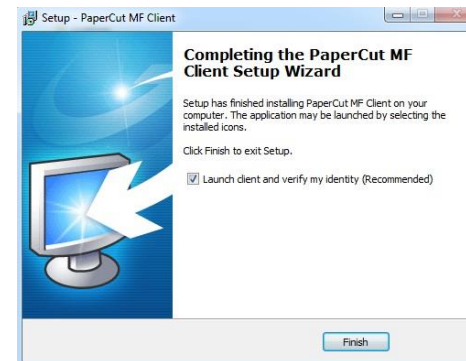 Setup - PaperCut MF Client
Completing the PaperCut MF
Client Setup Wizard
Setup has finished installing PaperCut MF Client on your
computer. The application may be launched by selecting the
installed icons.
Click Finish to exit Setup.
Launch client and verify my identity (Recommended)
Finish